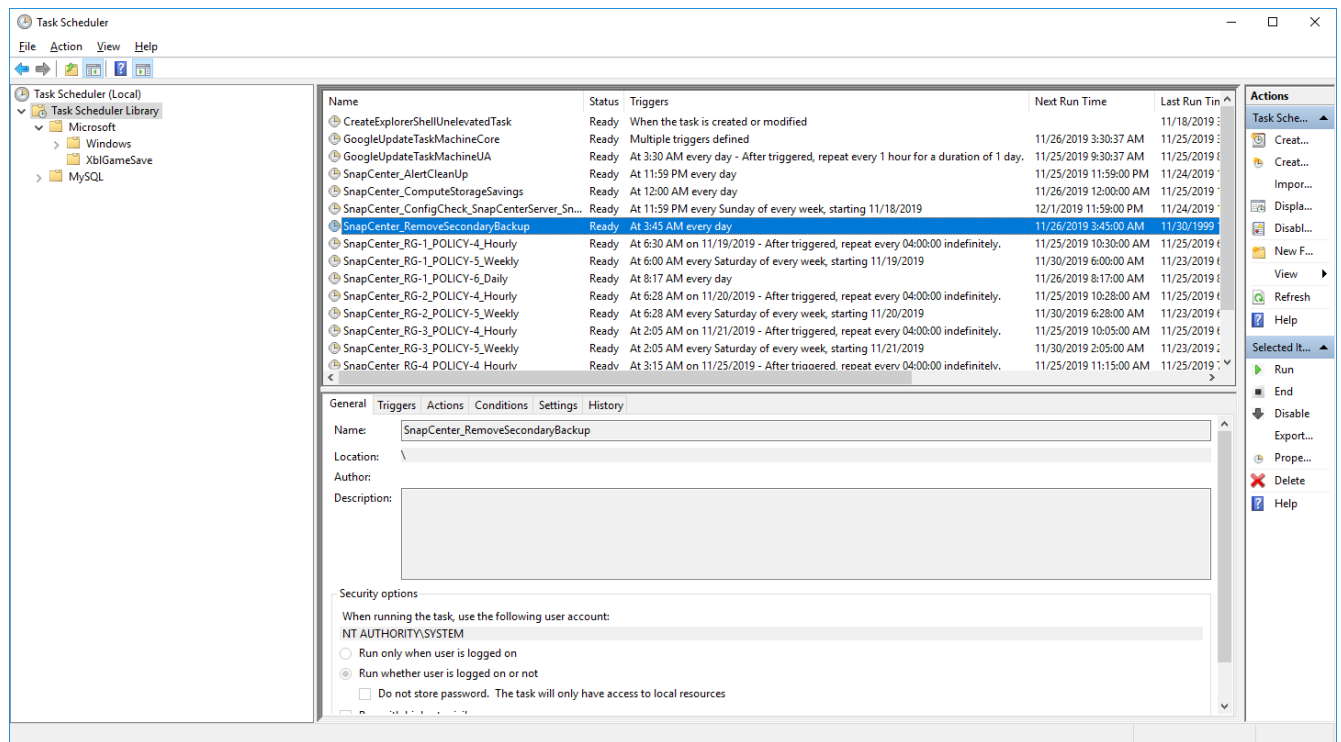 Task Scheduler
File Action View Help
Task Scheduler (Local)
Task Scheduler Library
Microsoft
Windows
XblGameSave
MySQL
Name Status Triggers Next Run Time Last Run Tin
CreateExplorerShellUnelevatedTask Ready When the task is created or modified 11/18/2019
GoogleUpdateTaskMachineCore Ready Multiple triggers defined 11/26/2019 3:30:37 AM 11/25/2019
GoogleUpdateTaskMachineUA Ready At 3:30 AM every day - After triggered, repeat every 1 hour for a duration of 1 day. 11/25/2019 9:30:37 AM 11/25/2019
SnapCenter_AlertCleanUp Ready At 11:59 PM every day 11/25/2019 11:59:00 PM 11/24/2019
SnapCenter_ComputeStorageSavings Ready At 12:00 AM every day 11/26/2019 12:00:00 AM 11/25/2019
SnapCenter_ConfigCheck_SnapCenterServer_Sn... Ready At 11:59 PM every Sunday of every week, starting 11/18/2019 12/1/2019 11:59:00 PM 11/24/2019
SnapCenter_RemoveSecondaryBackup Ready At 3:45 AM every day 11/26/2019 3:45:00 AM 11/30/1999
SnapCenter_RG-1_POLICY-4_Hourly Ready At 6:30 AM on 11/19/2019 - After triggered, repeat every 04:00:00 indefinitely. 11/25/2019 10:30:00 AM 11/25/2019
SnapCenter_RG-1_POLICY-5_Weekly Ready At 6:00 AM every Saturday of every week, starting 11/19/2019 11/30/2019 6:00:00 AM 11/23/2019
SnapCenter_RG-1_POLICY-6_Daily Ready At 8:17 AM every day 11/26/2019 8:17:00 AM 11/25/2019
SnapCenter_RG-2_POLICY-4_Hourly Ready At 6:28 AM on 11/20/2019 - After triggered, repeat every 04:00:00 indefinitely. 11/25/2019 10:28:00 AM 11/25/2019
SnapCenter_RG-2_POLICY-5_Weekly Ready At 6:28 AM every Saturday of every week, starting 11/20/2019 11/30/2019 6:28:00 AM 11/23/2019
SnapCenter_RG-3_POLICY-4_Hourly Ready At 2:05 AM on 11/21/2019 - After triggered, repeat every 04:00:00 indefinitely. 11/25/2019 10:05:00 AM 11/25/2019
SnapCenter_RG-3_POLICY-5_Weekly Ready At 2:05 AM every Saturday of every week, starting 11/21/2019 11/30/2019 2:05:00 AM 11/23/2019
SnapCenter_RG-4_POLICY-4_Hourly Ready At 3:15 AM on 11/25/2019 - After triggered, repeat every 04:00:00 indefinitely. 11/25/2019 11:15:00 AM 11/25/2019
General Triggers Actions Conditions Settings History
Name: SnapCenter_RemoveSecondaryBackup
Location: \
Author:
Description:
Security options
When running the task, use the following user account:
NT AUTHORITY\SYSTEM
Run only when user is logged on
Run whether user is logged on or not
Do not store password. The task will only have access to local resources
Actions
Task Sche...
Creat...
Creat...
Impor...
Displa...
Disabl...
New F...
View
Refresh
Help
Selected It...
Run
End
Disable
Export...
Prope...
Delete
Help